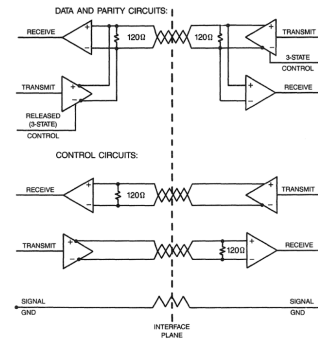 DATA AND PARITY CIRCUITS:
RECEIVE
+
−
120Ω
120Ω
+
−
TRANSMIT
3-STATE
CONTROL
TRANSMIT
+
−
+
−
RECEIVE
RELEASED
(3-STATE)
CONTROL
CONTROL CIRCUITS:
RECEIVE
+
−
120Ω
+
−
TRANSMIT
TRANSMIT
+
−
120Ω
+
−
RECEIVE
SIGNAL
GND
SIGNAL
GND
INTERFACE
PLANE